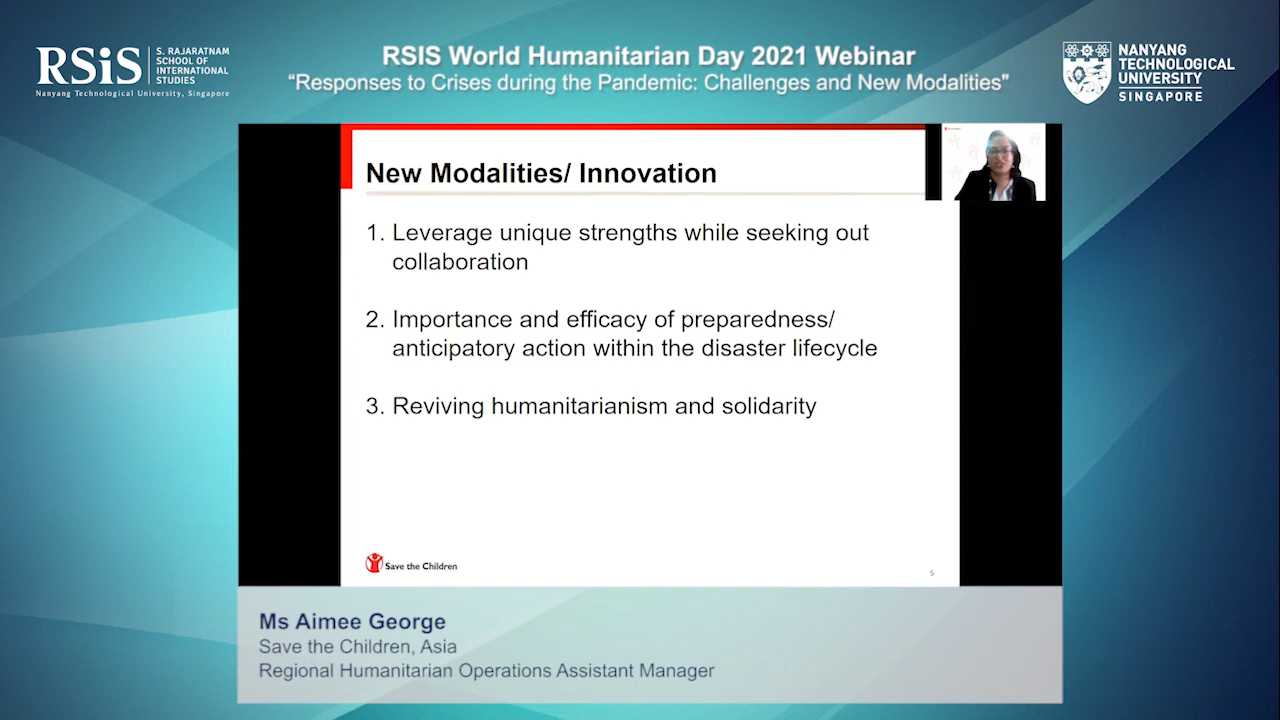 RSiS
S. RAJARATNAM
SCHOOL OF
INTERNATIONAL
STUDIES
Nanyang Technological University, Singapore
RSIS World Humanitarian Day 2021 Webinar
“Responses to Crises during the Pandemic: Challenges and New Modalities"
NANYANG
TECHNOLOGICAL
UNIVERSITY
SINGAPORE
New Modalities/ Innovation
1. Leverage unique strengths while seeking out
collaboration
2. Importance and efficacy of preparedness/
anticipatory action within the disaster lifecycle
3. Reviving humanitarianism and solidarity
Save the Children
5
Ms Aimee George
Save the Children, Asia
Regional Humanitarian Operations Assistant Manager